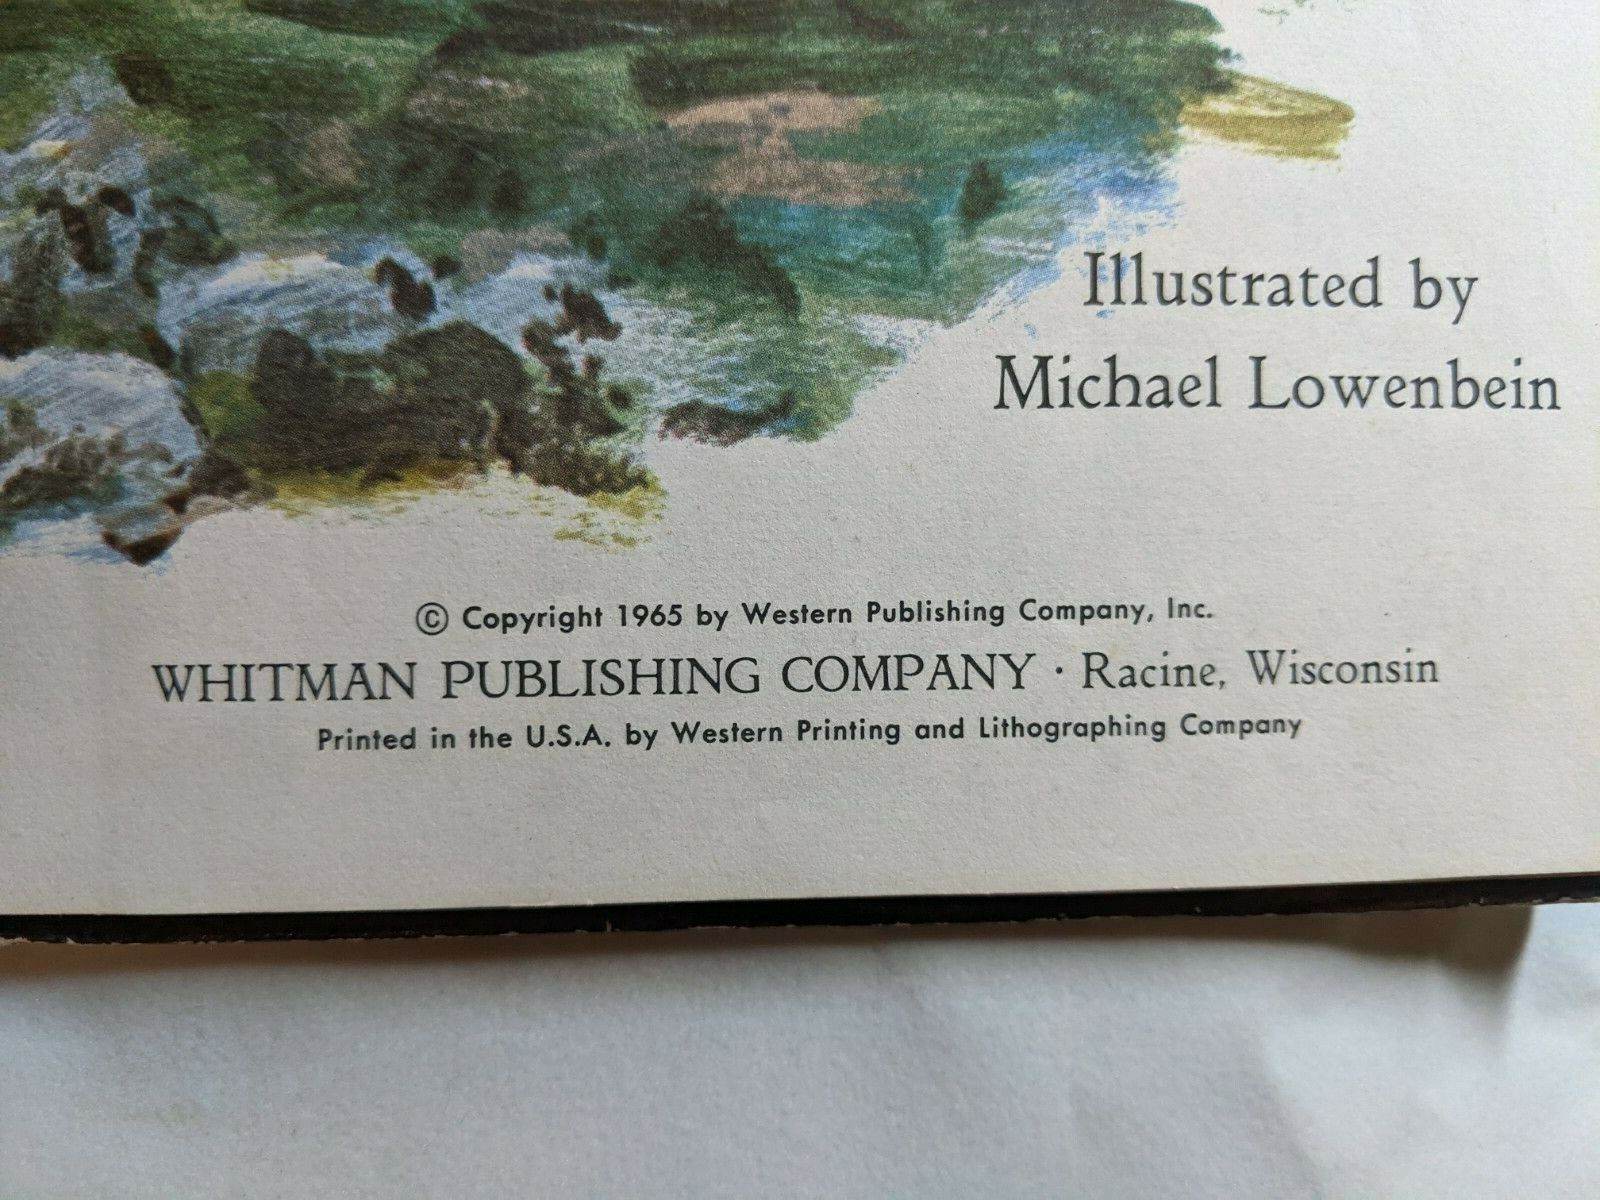 Illustrated by
Michael Lowenbein
© Copyright 1965 by Western Publishing Company, Inc.
WHITMAN PUBLISHING COMPANY · Racine, Wisconsin
Printed in the U.S.A. by Western Printing and Lithographing Company